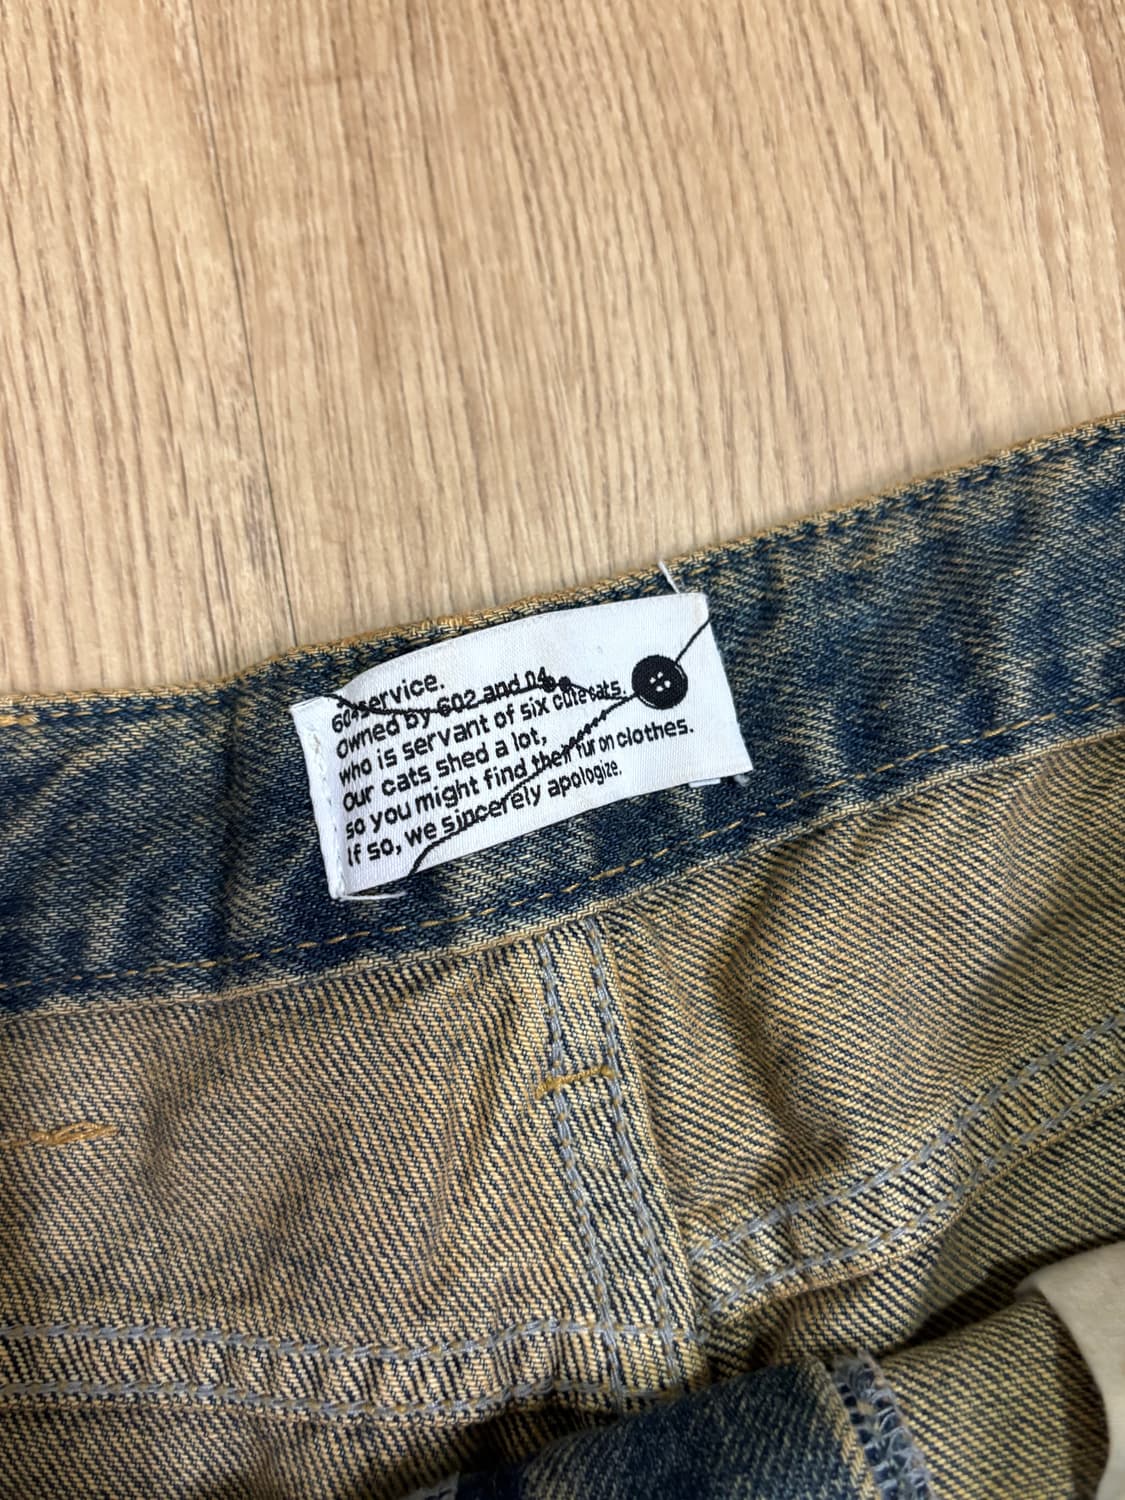 604service.
owned by 602 and 04,
who is servant of six cute cats.
our cats shed a lot,
so you might find their fur on clothes.
if so, we sincerely apologize.